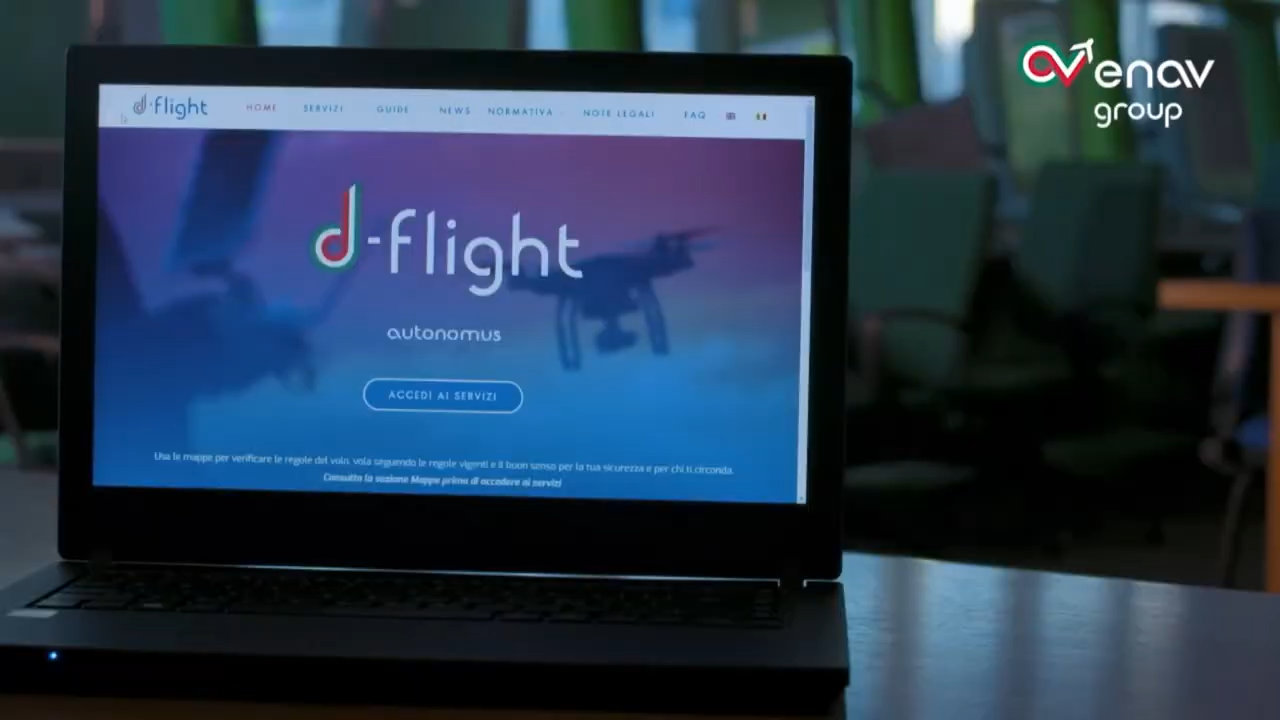 enav
group
d-flight
HOME SERVIZI GUIDE NEWS NORMATIVA NOTE LEGALI FAQ
d-flight
autonomus
ACCEDI AI SERVIZI
Usa le mappe per verificare le regole del volo, vola seguendo le regole vigenti e il buon senso per la tua sicurezza e per chi ti circonda.
Consulta la sezione Mappe prima di accedere ai servizi